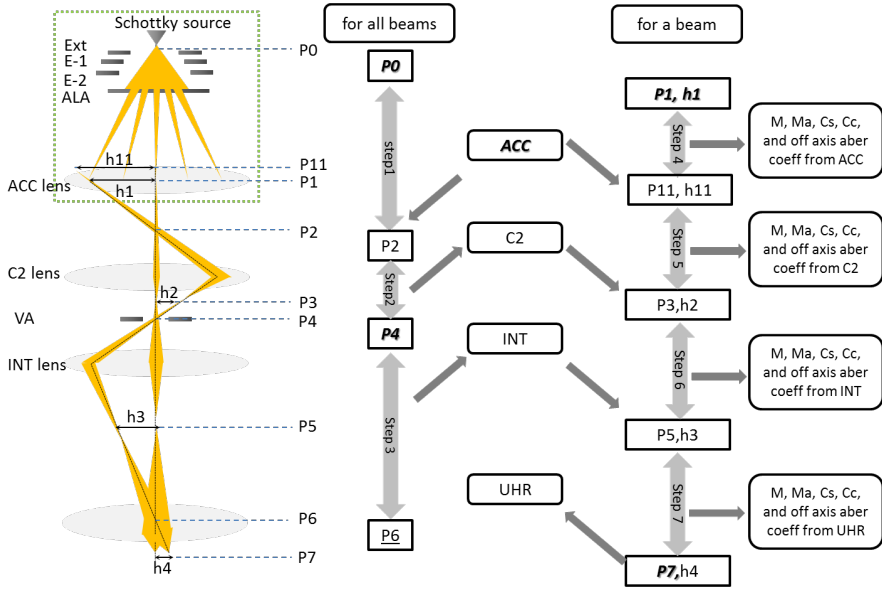 Schottky source
Ext
E-1
E-2
ALA
P0
h11
P11
ACC lens
h1
P1
P2
C2 lens
h2
P3
VA
P4
INT lens
h3
P5
P6
h4
P7
for all beams
P0
step1
P2
Step2
P4
Step 3
P6
ACC
C2
INT
UHR
for a beam
P1, h1
Step 4
P11, h11
Step 5
P3,h2
Step 6
P5,h3
Step 7
P7,h4
M, Ma, Cs, Cc,
and off axis aber
coeff from ACC
M, Ma, Cs, Cc,
and off axis aber
coeff from C2
M, Ma, Cs, Cc,
and off axis aber
coeff from INT
M, Ma, Cs, Cc,
and off axis aber
coeff from UHR